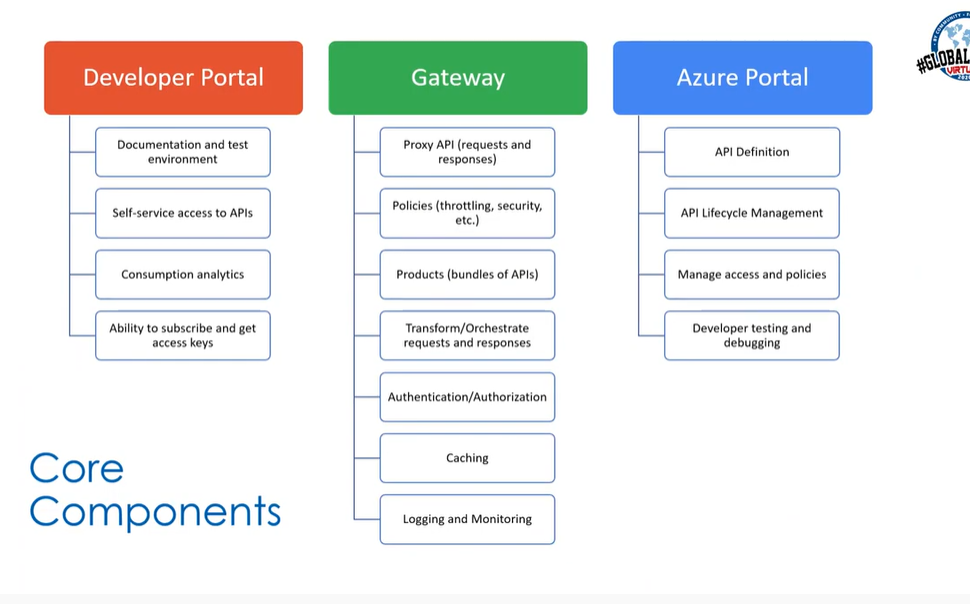 Developer Portal
Documentation and test
environment
Self-service access to APIs
Consumption analytics
Ability to subscribe and get
access keys
Gateway
Proxy API (requests and
responses)
Policies (throttling, security,
etc.)
Products (bundles of APIs)
Transform/Orchestrate
requests and responses
Authentication/Authorization
Caching
Logging and Monitoring
Azure Portal
API Definition
API Lifecycle Management
Manage access and policies
Developer testing and
debugging
Core
Components
#GLOBAL